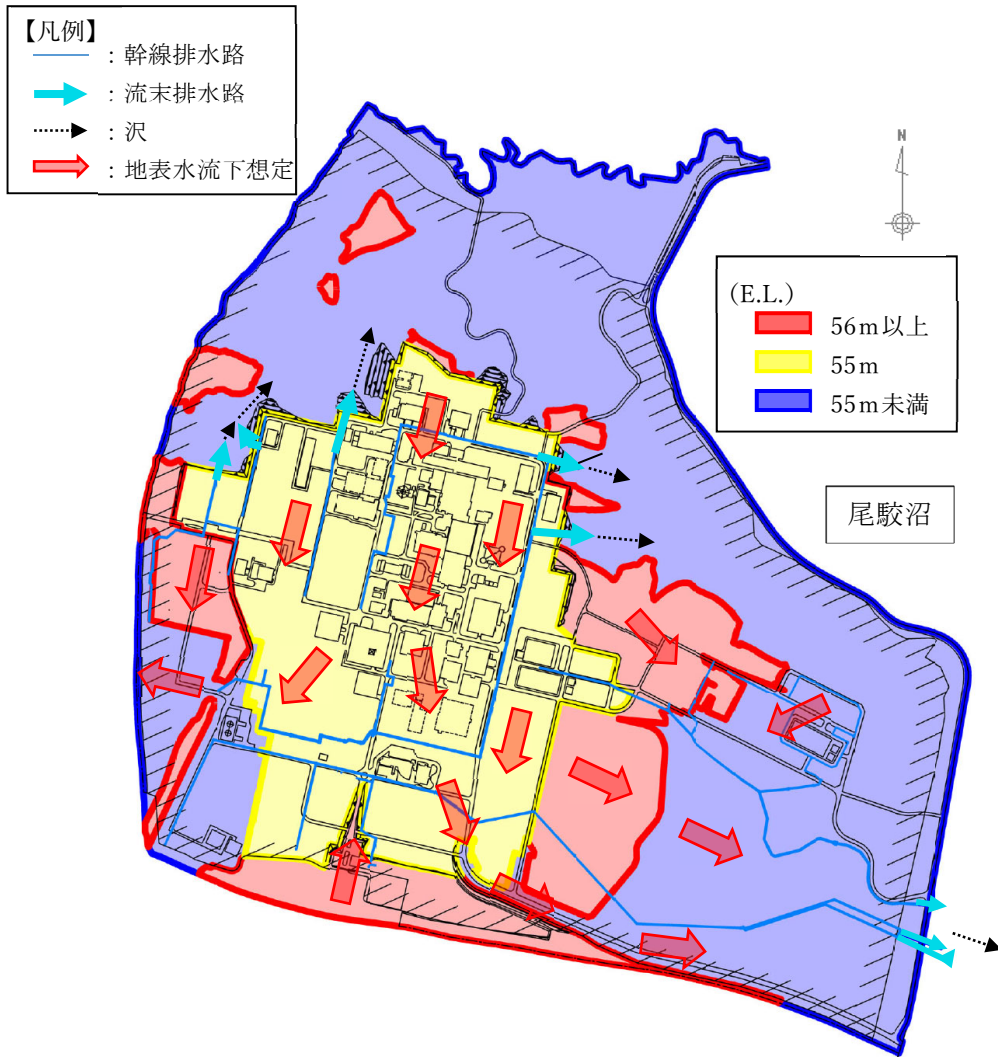 【凡例】
：幹線排水路
：流末排水路
：沢
：地表水流下想定
N
(E.L.)
56m以上
55m
55m未満
尾駮沼